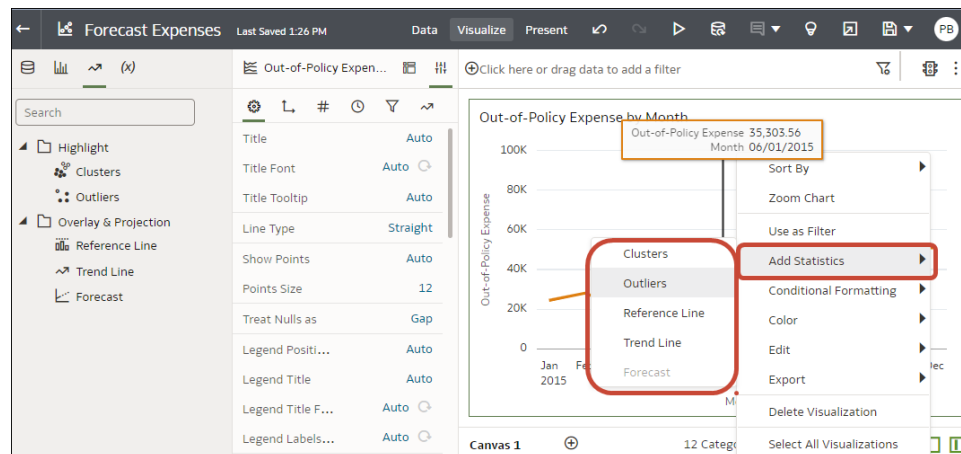 Forecast Expenses Last Saved 1:26 PM Data Visualize Present PB
(x)
Out-of-Policy Expen...
Click here or drag data to add a filter
Search
Highlight
Clusters
Outliers
Overlay & Projection
Reference Line
Trend Line
Forecast
#
Title Auto
Title Font Auto
Title Tooltip Auto
Line Type Straight
Show Points Auto
Points Size 12
Treat Nulls as Gap
Legend Positi... Auto
Legend Title Auto
Legend Title F... Auto
Legend Labels... Auto
Out-of-Policy Expense by Month
Out-of-Policy Expense 35,303.56
Month 06/01/2015
Out-of-Policy Expense
100K
80K
60K
40K
20K
0
Jan
2015
Clusters
Outliers
Reference Line
Trend Line
Forecast
Sort By
Zoom Chart
Use as Filter
Add Statistics
Conditional Formatting
Color
Edit
Export
Delete Visualization
Select All Visualizations
Canvas 1
12